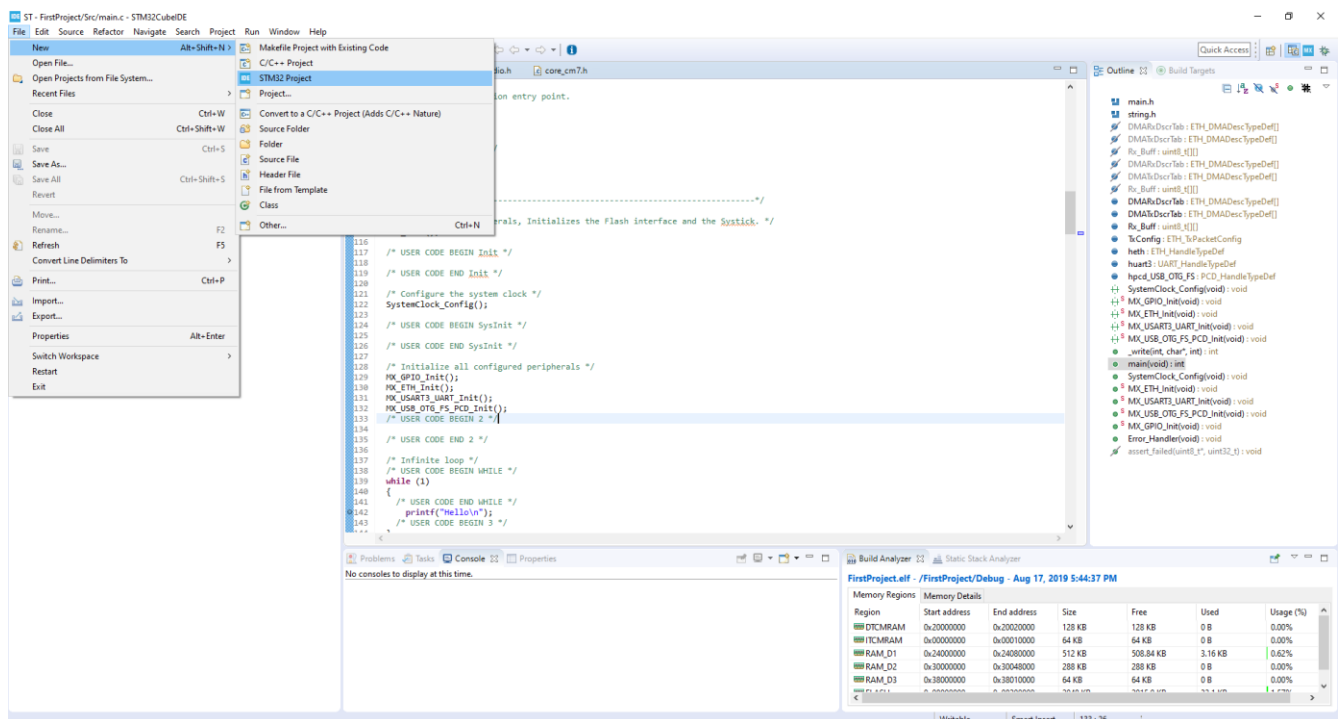 ST - FirstProject/Src/main.c - STM32CubeIDE
File Edit Source Refactor Navigate Search Project Run Window Help
New Alt+Shift+N >
Open File...
Open Projects from File System...
Recent Files >
Close Ctrl+W
Close All Ctrl+Shift+W
Save Ctrl+S
Save As...
Save All Ctrl+Shift+S
Revert
Move...
Rename... F2
Refresh F5
Convert Line Delimiters To >
Print... Ctrl+P
Import...
Export...
Properties Alt+Enter
Switch Workspace >
Restart
Exit
Makefile Project with Existing Code
C/C++ Project
STM32 Project
Project...
Convert to a C/C++ Project (Adds C/C++ Nature)
Source Folder
Folder
Source File
Header File
File from Template
Class
Other... Ctrl+N
Quick Access
dio.h core_cm7.h
ion entry point.
*/
erals, Initializes the Flash interface and the Systick. */
116
117 /* USER CODE BEGIN Init */
118
119 /* USER CODE END Init */
120
121 /* Configure the system clock */
122 SystemClock_Config();
123
124 /* USER CODE BEGIN SysInit */
125
126 /* USER CODE END SysInit */
127
128 /* Initialize all configured peripherals */
129 MX_GPIO_Init();
130 MX_ETH_Init();
131 MX_USART3_UART_Init();
132 MX_USB_OTG_FS_PCD_Init();
133 /* USER CODE BEGIN 2 */
134
135 /* USER CODE END 2 */
136
137 /* Infinite loop */
138 /* USER CODE BEGIN WHILE */
139 while (1)
140 {
141 /* USER CODE END WHILE */
142 printf("Hello\n");
143 /* USER CODE BEGIN 3 */
Outline Build Targets
main.h
string.h
DMARxDscrTab : ETH_DMADescTypeDef[]
DMATxDscrTab : ETH_DMADescTypeDef[]
Rx_Buff : uint8_t[][]
DMARxDscrTab : ETH_DMADescTypeDef[]
DMATxDscrTab : ETH_DMADescTypeDef[]
Rx_Buff : uint8_t[][]
DMARxDscrTab : ETH_DMADescTypeDef[]
DMATxDscrTab : ETH_DMADescTypeDef[]
Rx_Buff : uint8_t[][]
TxConfig : ETH_TxPacketConfig
heth : ETH_HandleTypeDef
huart3 : UART_HandleTypeDef
hpcd_USB_OTG_FS : PCD_HandleTypeDef
SystemClock_Config(void) : void
MX_GPIO_Init(void) : void
MX_ETH_Init(void) : void
MX_USART3_UART_Init(void) : void
MX_USB_OTG_FS_PCD_Init(void) : void
_write(int, char*, int) : int
main(void) : int
SystemClock_Config(void) : void
MX_ETH_Init(void) : void
MX_USART3_UART_Init(void) : void
MX_USB_OTG_FS_PCD_Init(void) : void
MX_GPIO_Init(void) : void
Error_Handler(void) : void
assert_failed(uint8_t*, uint32_t) : void
Problems Tasks Console Properties
No consoles to display at this time.
Build Analyzer Static Stack Analyzer
FirstProject.elf - /FirstProject/Debug - Aug 17, 2019 5:44:37 PM
Memory Regions Memory Details
Region Start address End address Size Free Used Usage (%)
DTCMRAM 0x20000000 0x20020000 128 KB 128 KB 0 B 0.00%
ITCMRAM 0x00000000 0x00010000 64 KB 64 KB 0 B 0.00%
RAM_D1 0x24000000 0x24080000 512 KB 508.84 KB 3.16 KB 0.62%
RAM_D2 0x30000000 0x30048000 288 KB 288 KB 0 B 0.00%
RAM_D3 0x38000000 0x38010000 64 KB 64 KB 0 B 0.00%